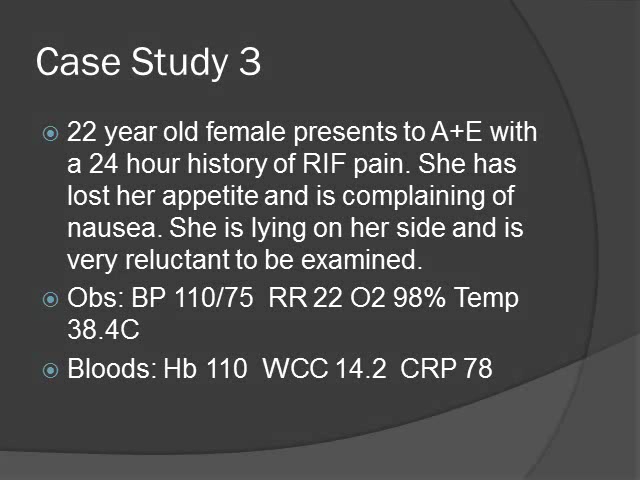 Case Study 3
22 year old female presents to A+E with
a 24 hour history of RIF pain. She has
lost her appetite and is complaining of
nausea. She is lying on her side and is
very reluctant to be examined.
Obs: BP 110/75  RR 22 O2 98% Temp
38.4C
Bloods: Hb 110  WCC 14.2  CRP 78